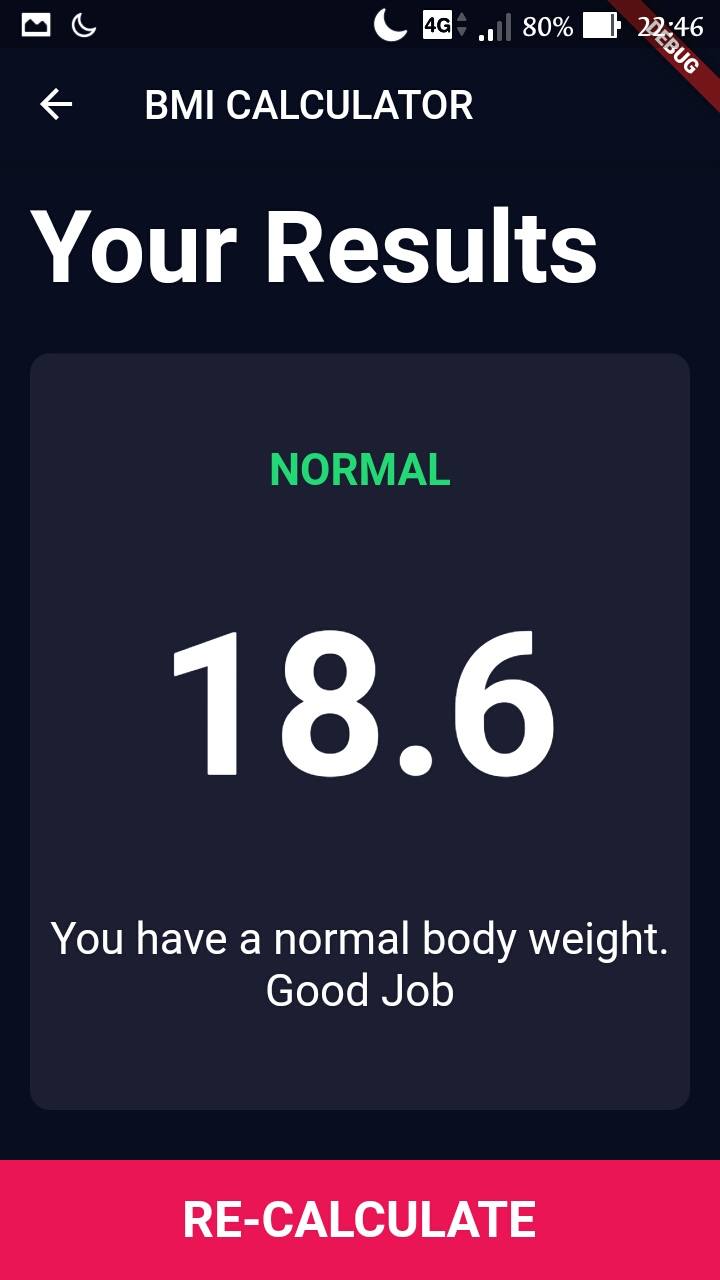 4G 80% 22:46
DEBUG
BMI CALCULATOR
Your Results
NORMAL
18.6
You have a normal body weight.
Good Job
RE-CALCULATE